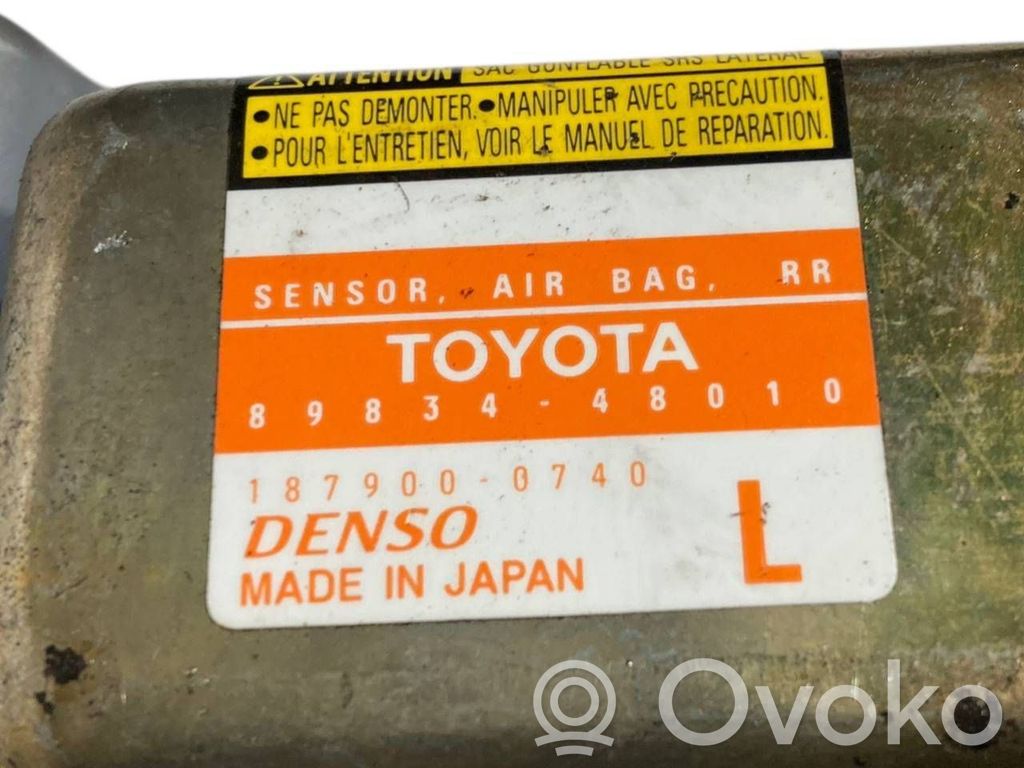 ATTENTION SAC GONFLABLE SRS LATERAL
• NE PAS DEMONTER. • MANIPULER AVEC PRECAUTION.
• POUR L'ENTRETIEN, VOIR LE MANUEL DE REPARATION.
SENSOR, AIR BAG, RR
TOYOTA
89834-48010
187900-0740
DENSO
MADE IN JAPAN
L
Ovoko